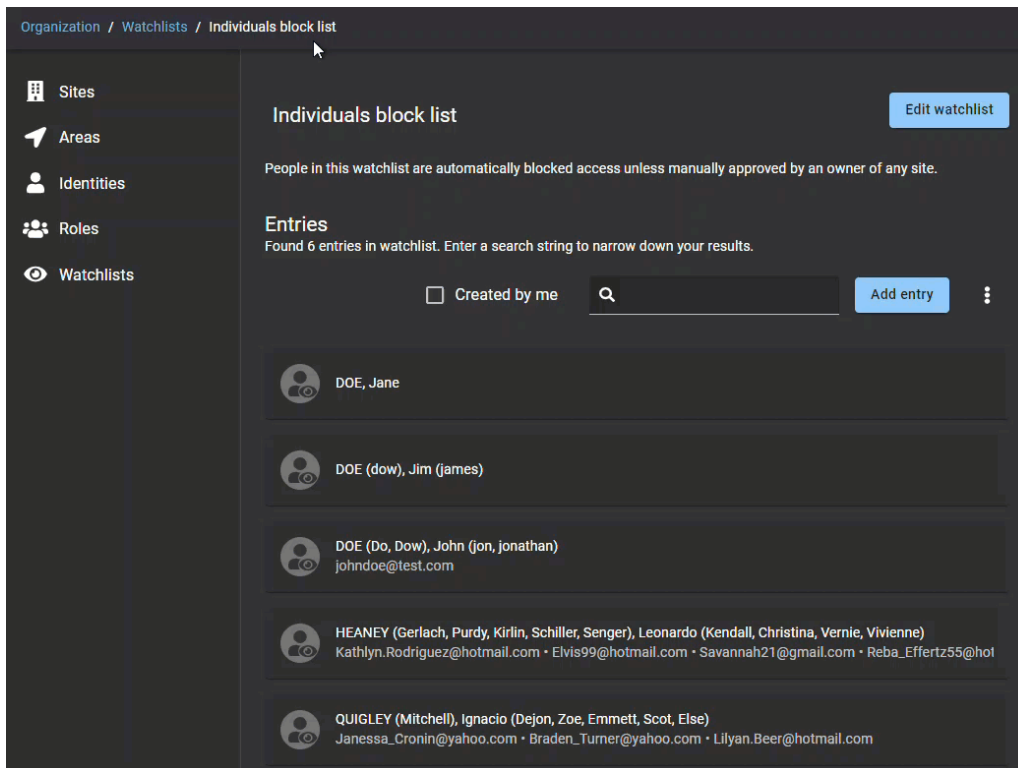 Organization / Watchlists / Individuals block list
Sites
Areas
Identities
Roles
Watchlists
Individuals block list
Edit watchlist
People in this watchlist are automatically blocked access unless manually approved by an owner of any site.
Entries
Found 6 entries in watchlist. Enter a search string to narrow down your results.
Created by me
Add entry
DOE, Jane
DOE (dow), Jim (james)
DOE (Do, Dow), John (jon, jonathan)
johndoe@test.com
HEANEY (Gerlach, Purdy, Kirlin, Schiller, Senger), Leonardo (Kendall, Christina, Vernie, Vivienne)
Kathlyn.Rodriguez@hotmail.com • Elvis99@hotmail.com • Savannah21@gmail.com • Reba_Effertz55@hot
QUIGLEY (Mitchell), Ignacio (Dejon, Zoe, Emmett, Scot, Else)
Janessa_Cronin@yahoo.com • Braden_Turner@yahoo.com • Lilyan.Beer@hotmail.com